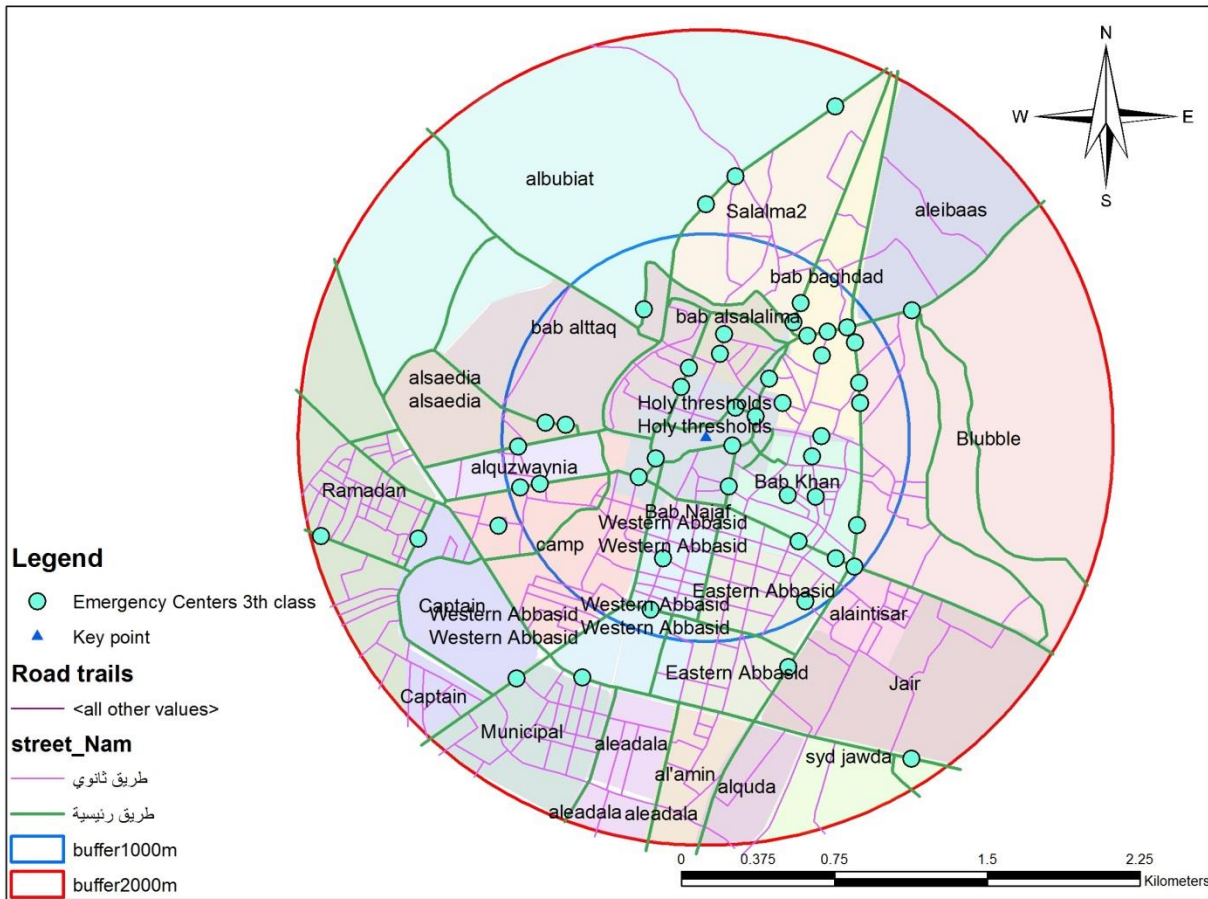 N
W E
S
albubiat
Salalma2
aleibaas
bab baghdad
bab alttaq
bab alsalalima
alsaedia
alsaedia
Holy thresholds
Holy thresholds
Blubble
alquzwaynia
Ramadan
Bab Khan
Bab Najaf
Western Abbasid
Western Abbasid
camp
Eastern Abbasid
Captain
Western Abbasid
Western Abbasid
Western Abbasid
Western Abbasid
alaintisar
Eastern Abbasid
Jair
Captain
Municipal
aleadala
syd jawda
al'amin
alquda
aleadala
aleadala
Legend
Emergency Centers 3th class
Key point
Road trails
<all other values>
street_Nam
طريق ثانوي
طريق رئيسية
buffer1000m
buffer2000m
0 0.375 0.75 1.5 2.25
Kilometers